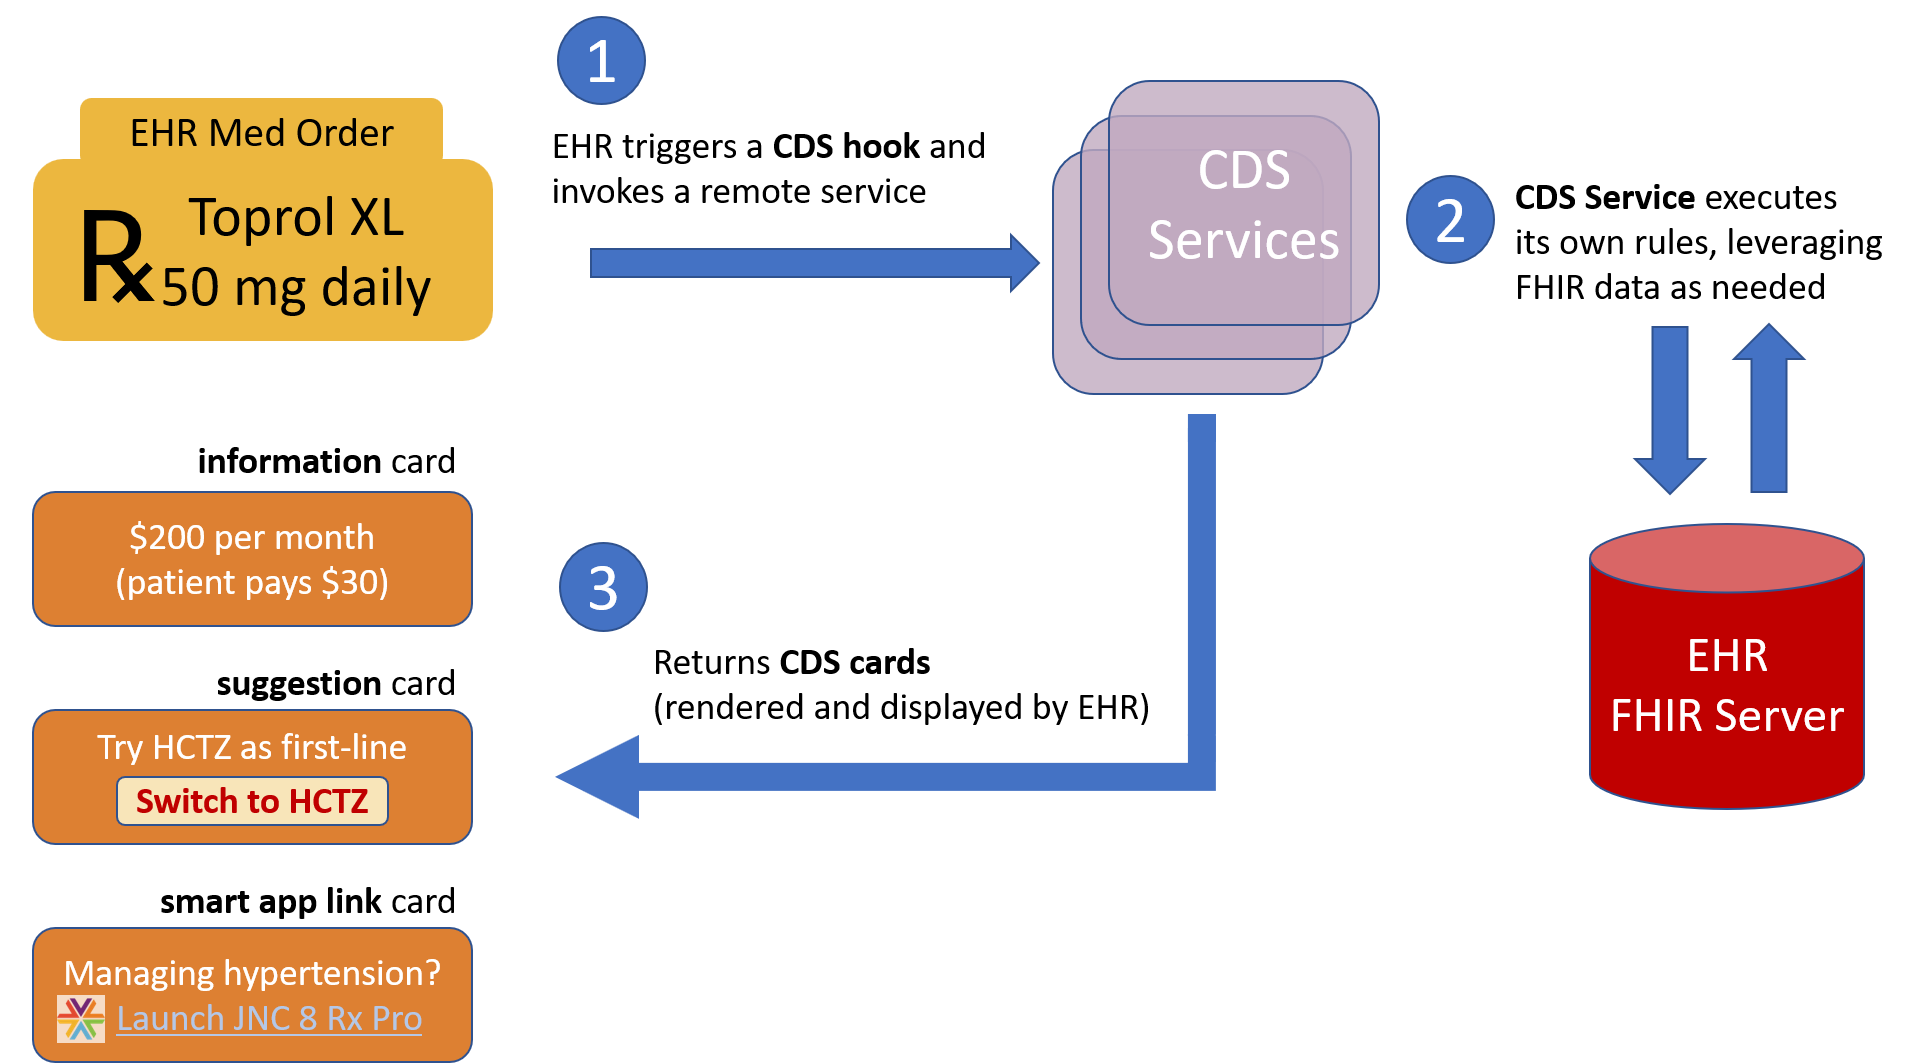 EHR Med Order
℞ Toprol XL
50 mg daily
1
EHR triggers a CDS hook and
invokes a remote service
CDS
Services
2
CDS Service executes
its own rules, leveraging
FHIR data as needed
EHR
FHIR Server
3
Returns CDS cards
(rendered and displayed by EHR)
information card
$200 per month
(patient pays $30)
suggestion card
Try HCTZ as first-line
Switch to HCTZ
smart app link card
Managing hypertension?
Launch JNC 8 Rx Pro